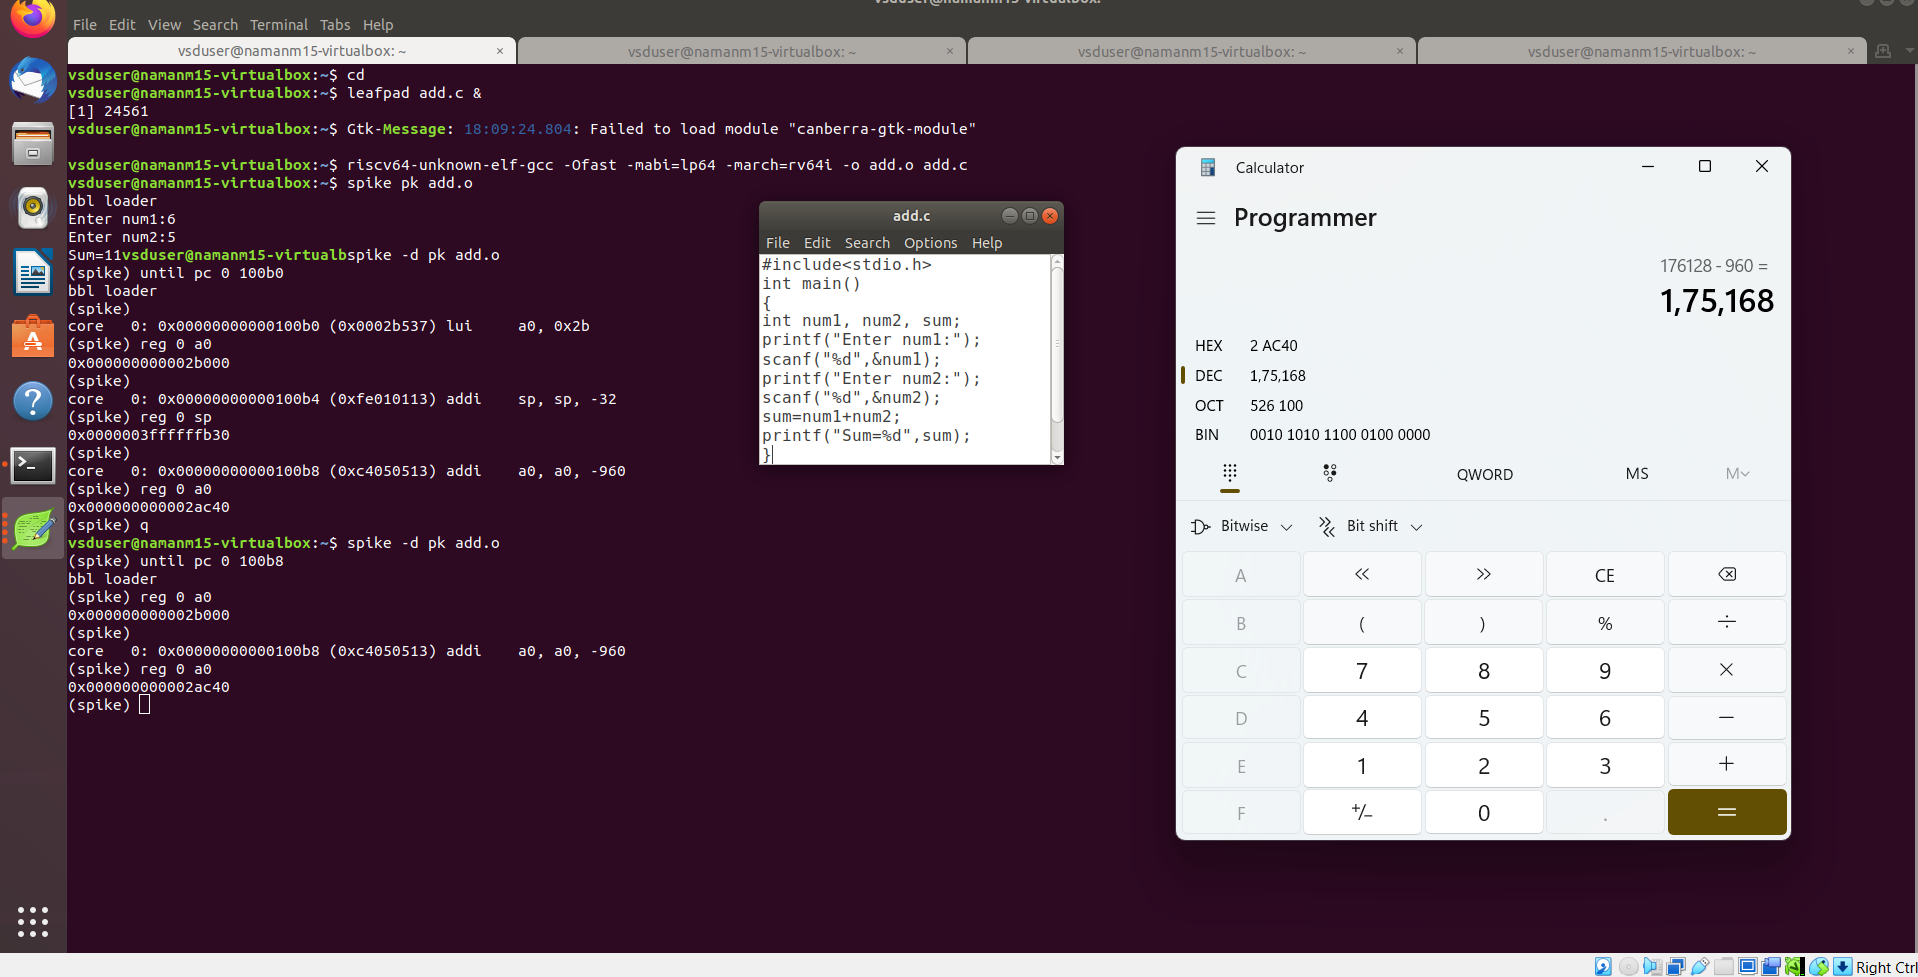 File Edit View Search Terminal Tabs Help
vsduser@namanm15-virtualbox: ~ × vsduser@namanm15-virtualbox: ~ × vsduser@namanm15-virtualbox: ~ × vsduser@namanm15-virtualbox: ~ ×
vsduser@namanm15-virtualbox:~$ cd
vsduser@namanm15-virtualbox:~$ leafpad add.c &
[1] 24561
vsduser@namanm15-virtualbox:~$ Gtk-Message: 18:09:24.804: Failed to load module "canberra-gtk-module"
vsduser@namanm15-virtualbox:~$ riscv64-unknown-elf-gcc -Ofast -mabi=lp64 -march=rv64i -o add.o add.c
vsduser@namanm15-virtualbox:~$ spike pk add.o
bbl loader
Enter num1:6
Enter num2:5
Sum=11vsduser@namanm15-virtualbspike -d pk add.o
(spike) until pc 0 100b0
bbl loader
(spike)
core   0: 0x00000000000100b0 (0x0002b537) lui     a0, 0x2b
(spike) reg 0 a0
0x000000000002b000
(spike)
core   0: 0x00000000000100b4 (0xfe010113) addi    sp, sp, -32
(spike) reg 0 sp
0x0000003ffffffb30
(spike)
core   0: 0x00000000000100b8 (0xc4050513) addi    a0, a0, -960
(spike) reg 0 a0
0x000000000002ac40
(spike) q
vsduser@namanm15-virtualbox:~$ spike -d pk add.o
(spike) until pc 0 100b8
bbl loader
(spike) reg 0 a0
0x000000000002b000
(spike)
core   0: 0x00000000000100b8 (0xc4050513) addi    a0, a0, -960
(spike) reg 0 a0
0x000000000002ac40
(spike)
add.c
File Edit Search Options Help
#include<stdio.h>
int main()
{
int num1, num2, sum;
printf("Enter num1:");
scanf("%d",&num1);
printf("Enter num2:");
scanf("%d",&num2);
sum=num1+num2;
printf("Sum=%d",sum);
}
Calculator
Programmer
176128 - 960 =
1,75,168
HEX 2 AC40
DEC 1,75,168
OCT 526 100
BIN 0010 1010 1100 0100 0000
QWORD MS M
Bitwise Bit shift
A << >> CE
B ( ) % ÷
C 7 8 9 ×
D 4 5 6 −
E 1 2 3 +
F +/− 0 . =
Right Ctrl